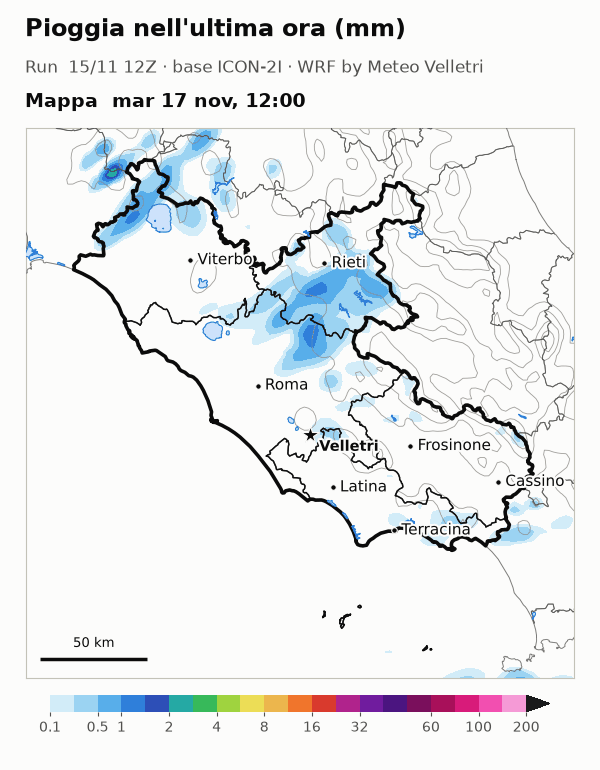 Pioggia nell'ultima ora (mm)
Run  15/11 12Z · base ICON-2I · WRF by Meteo Velletri
Mappa  mar 17 nov, 12:00
Viterbo
Rieti
Roma
Velletri
Frosinone
Cassino
Latina
Terracina
50 km
0.1 0.5 1 2 4 8 16 32 60 100 200